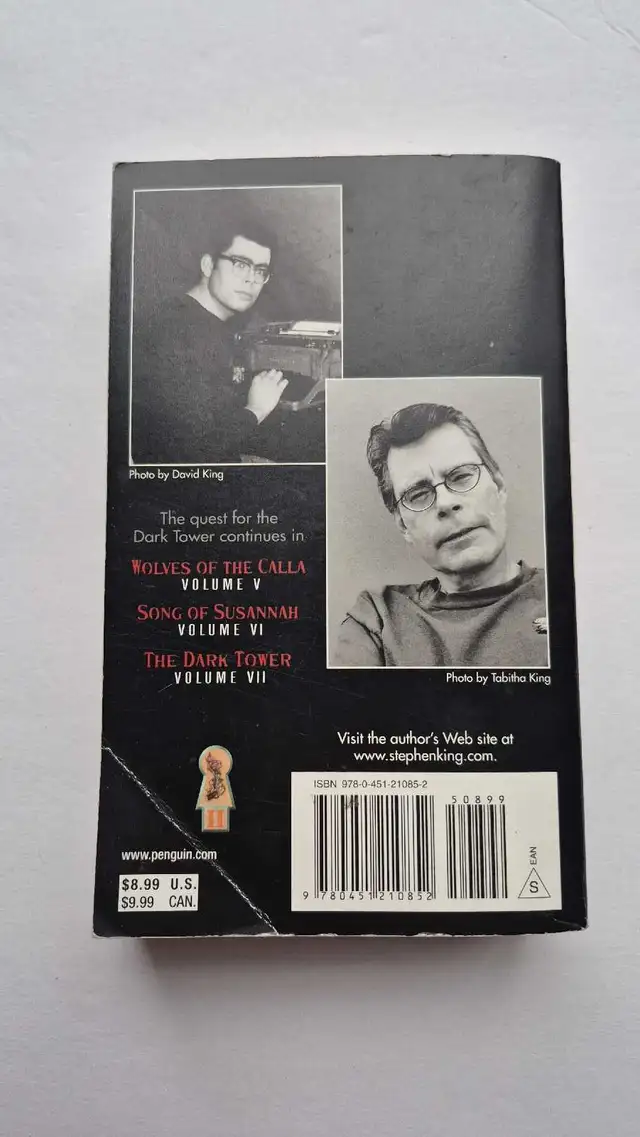 Photo by David King
The quest for the
Dark Tower continues in
WOLVES OF THE CALLA
VOLUME V
SONG OF SUSANNAH
VOLUME VI
THE DARK TOWER
VOLUME VII
Photo by Tabitha King
Visit the author's Web site at
www.stephenking.com.
II
www.penguin.com
$8.99 U.S.
$9.99 CAN.
ISBN 978-0-451-21085-2
50899
9 780451 210852
EAN
S